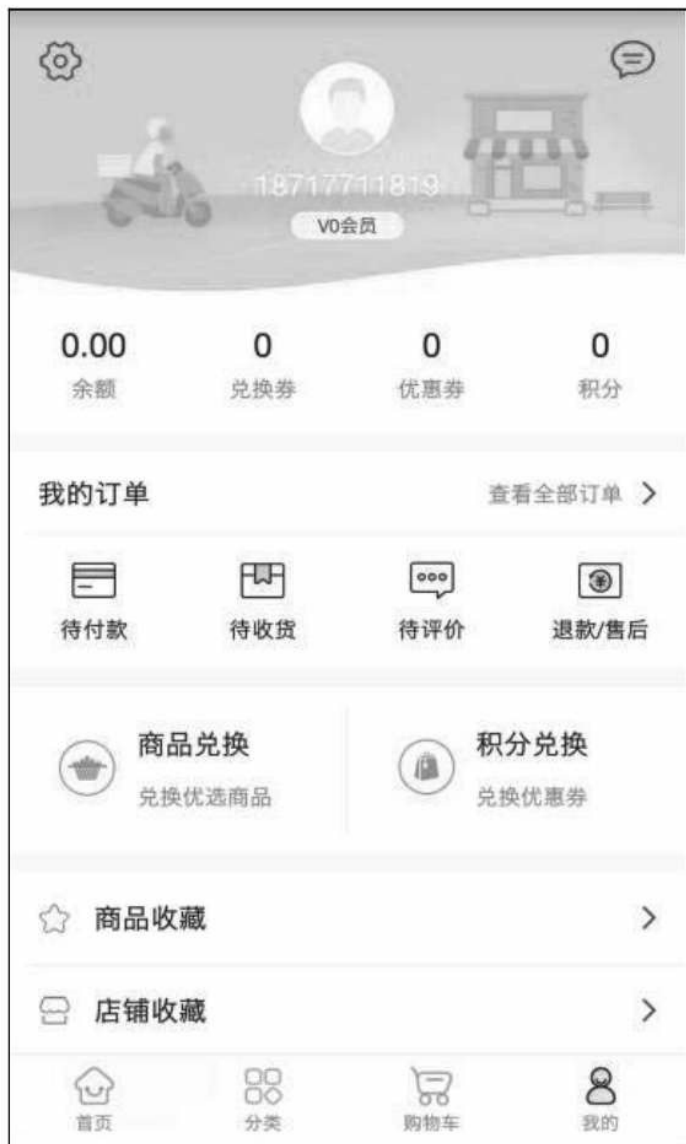 18717711819
V0会员
0.00 0 0 0
余额 兑换券 优惠券 积分
我的订单 查看全部订单
待付款 待收货 待评价 退款/售后
商品兑换 积分兑换
兑换优选商品 兑换优惠券
商品收藏
店铺收藏
首页 分类 购物车 我的